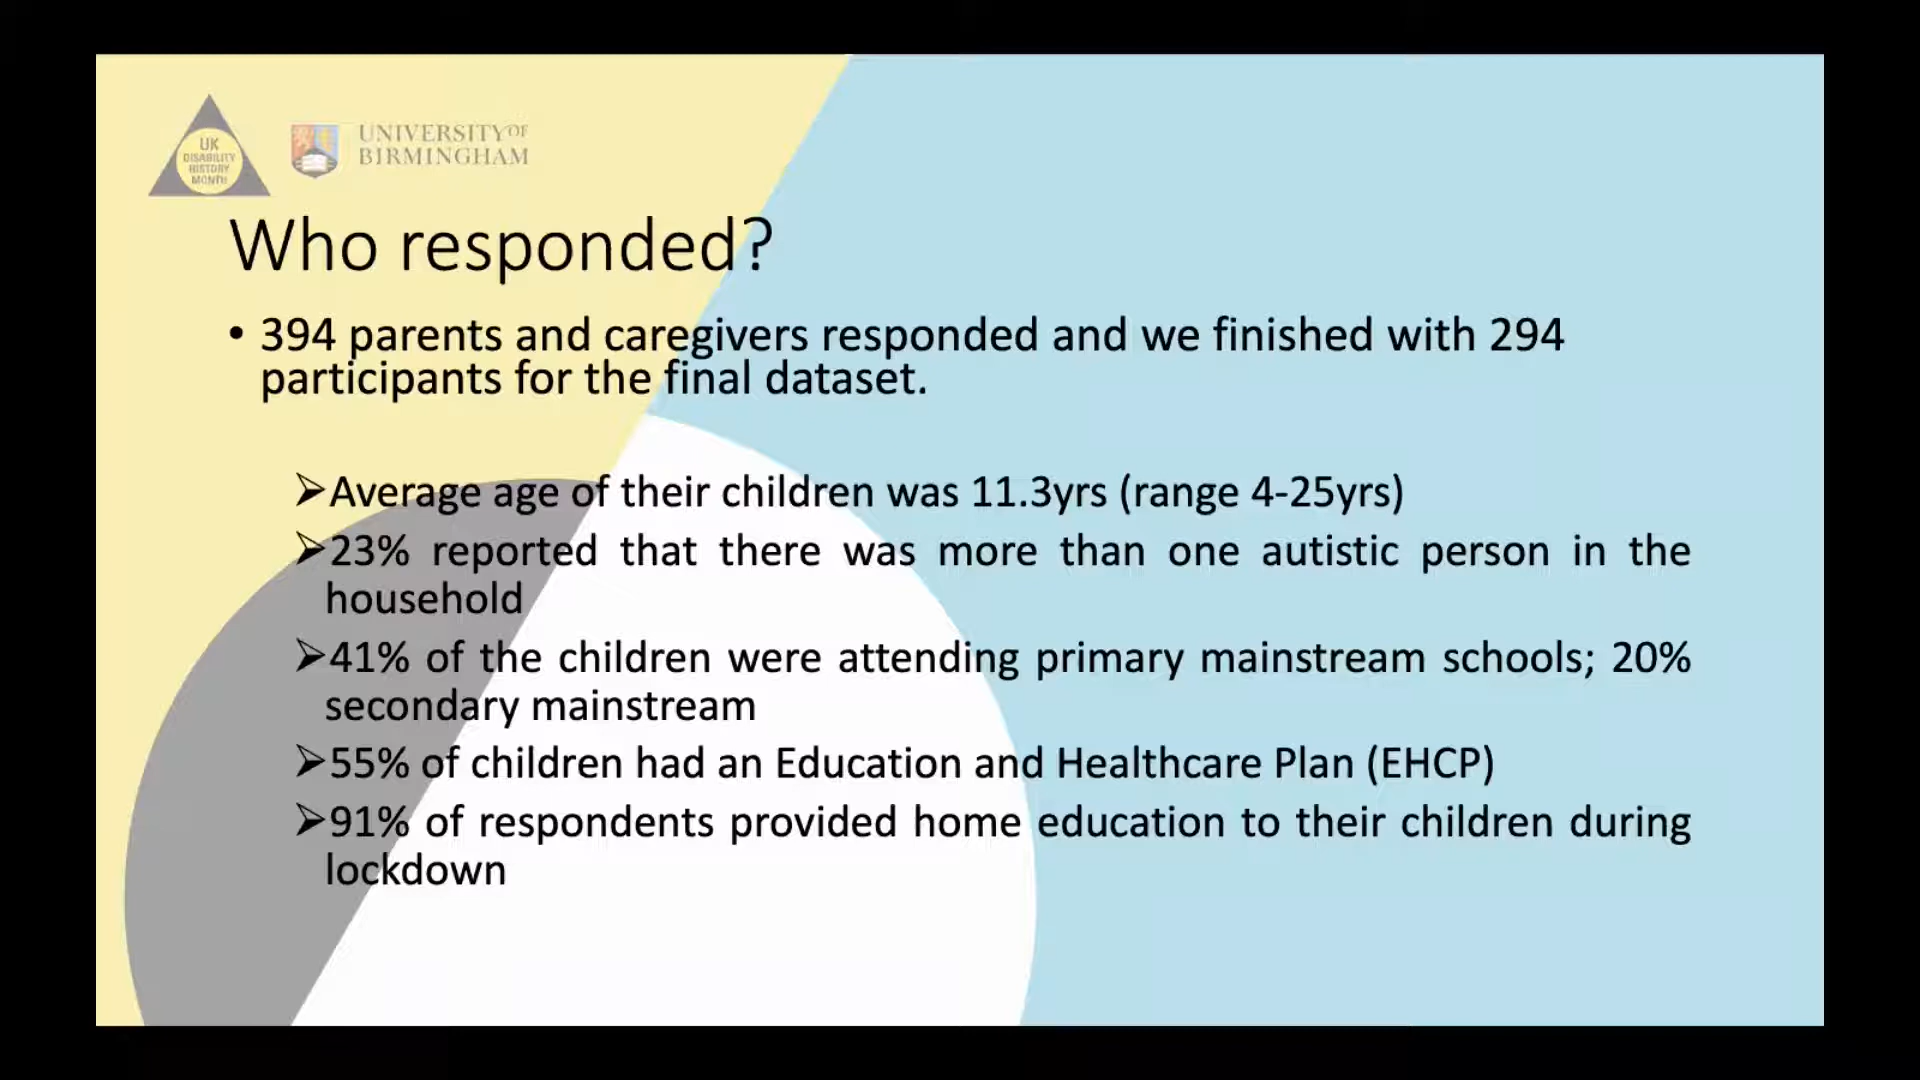 UK
DISABILITY
HISTORY
MONTH
UNIVERSITY OF
BIRMINGHAM
Who responded?
• 394 parents and caregivers responded and we finished with 294
participants for the final dataset.
➢Average age of their children was 11.3yrs (range 4-25yrs)
➢23% reported that there was more than one autistic person in the
household
➢41% of the children were attending primary mainstream schools; 20%
secondary mainstream
➢55% of children had an Education and Healthcare Plan (EHCP)
➢91% of respondents provided home education to their children during
lockdown